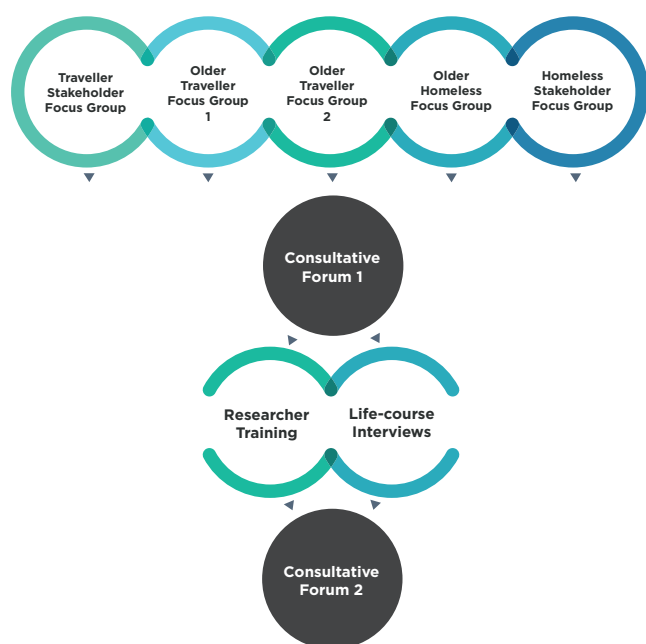 Traveller
Stakeholder
Focus Group
Older
Traveller
Focus Group
1
Older
Traveller
Focus Group
2
Older
Homeless
Focus Group
Homeless
Stakeholder
Focus Group
Consultative
Forum 1
Researcher
Training
Life-course
Interviews
Consultative
Forum 2